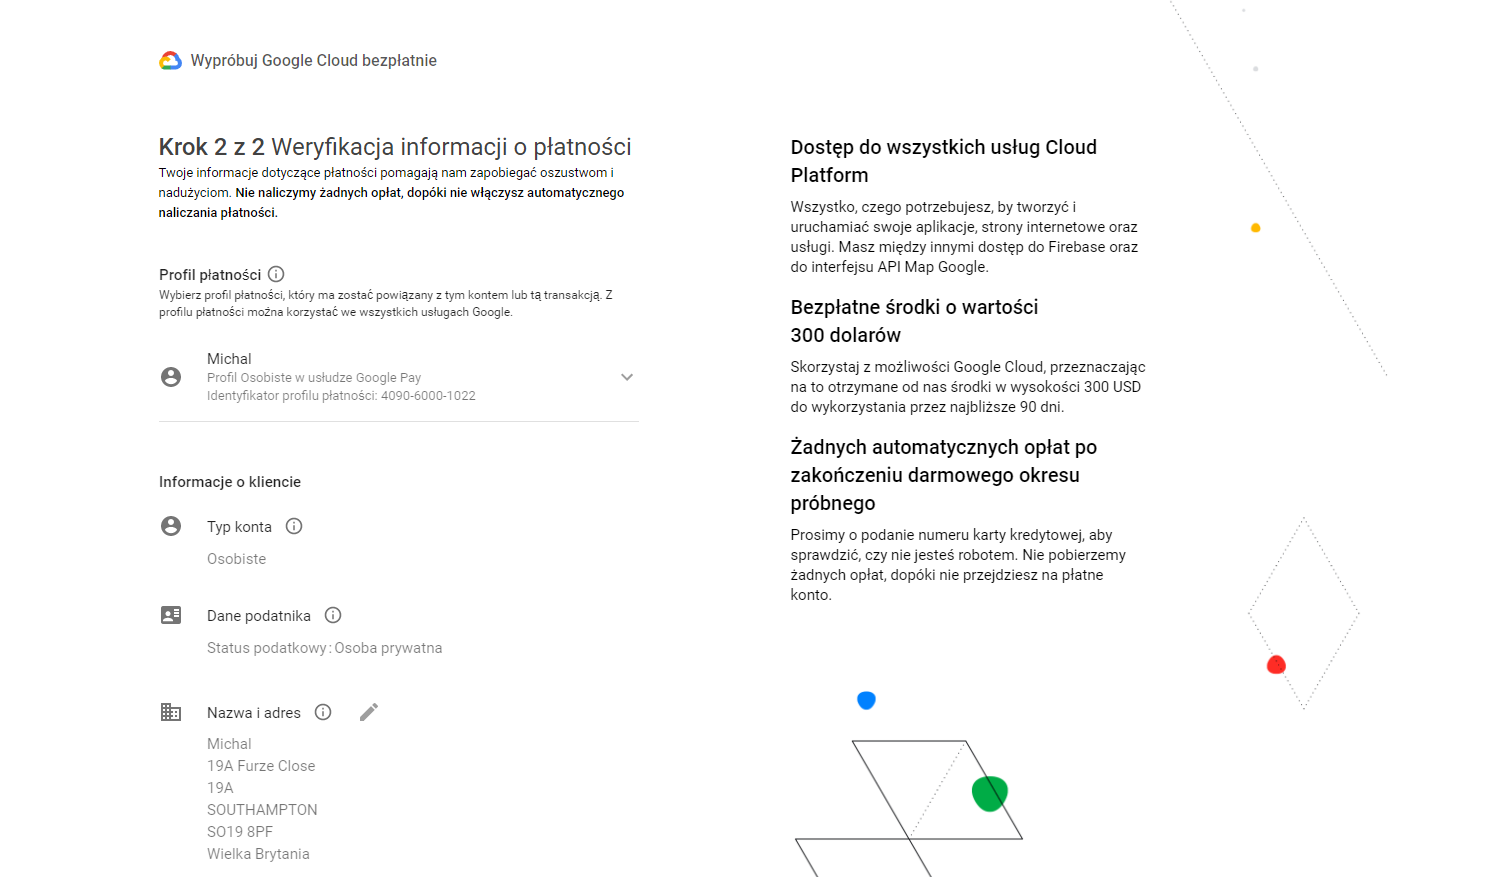 Wypróbuj Google Cloud bezpłatnie
Krok 2 z 2 Weryfikacja informacji o płatności
Twoje informacje dotyczące płatności pomagają nam zapobiegać oszustwom i
nadużyciom. Nie naliczymy żadnych opłat, dopóki nie włączysz automatycznego
naliczania płatności.
Profil płatności
Wybierz profil płatności, który ma zostać powiązany z tym kontem lub tą transakcją. Z
profilu płatności można korzystać we wszystkich usługach Google.
Michal
Profil Osobiste w usłudze Google Pay
Identyfikator profilu płatności: 4090-6000-1022
Informacje o kliencie
Typ konta
Osobiste
Dane podatnika
Status podatkowy: Osoba prywatna
Nazwa i adres
Michal
19A Furze Close
19A
SOUTHAMPTON
SO19 8PF
Wielka Brytania
Dostęp do wszystkich usług Cloud
Platform
Wszystko, czego potrzebujesz, by tworzyć i
uruchamiać swoje aplikacje, strony internetowe oraz
usługi. Masz między innymi dostęp do Firebase oraz
do interfejsu API Map Google.
Bezpłatne środki o wartości
300 dolarów
Skorzystaj z możliwości Google Cloud, przeznaczając
na to otrzymane od nas środki w wysokości 300 USD
do wykorzystania przez najbliższe 90 dni.
Żadnych automatycznych opłat po
zakończeniu darmowego okresu
próbnego
Prosimy o podanie numeru karty kredytowej, aby
sprawdzić, czy nie jesteś robotem. Nie pobierzemy
żadnych opłat, dopóki nie przejdziesz na płatne
konto.